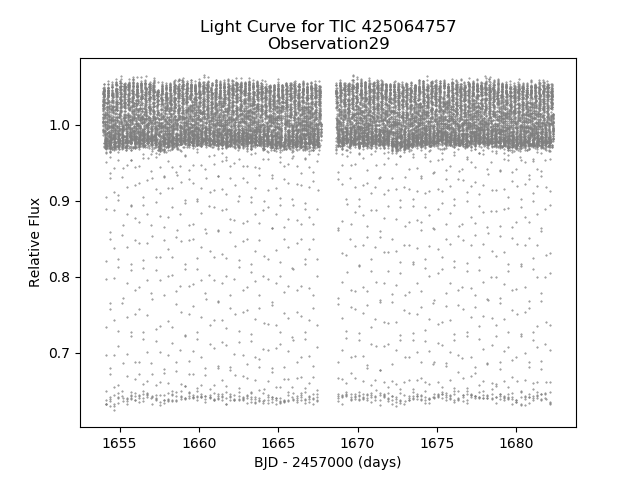 Light Curve for TIC 425064757
Observation29
1.0
0.9
0.8
0.7
Relative Flux
1655 1660 1665 1670 1675 1680
BJD - 2457000 (days)